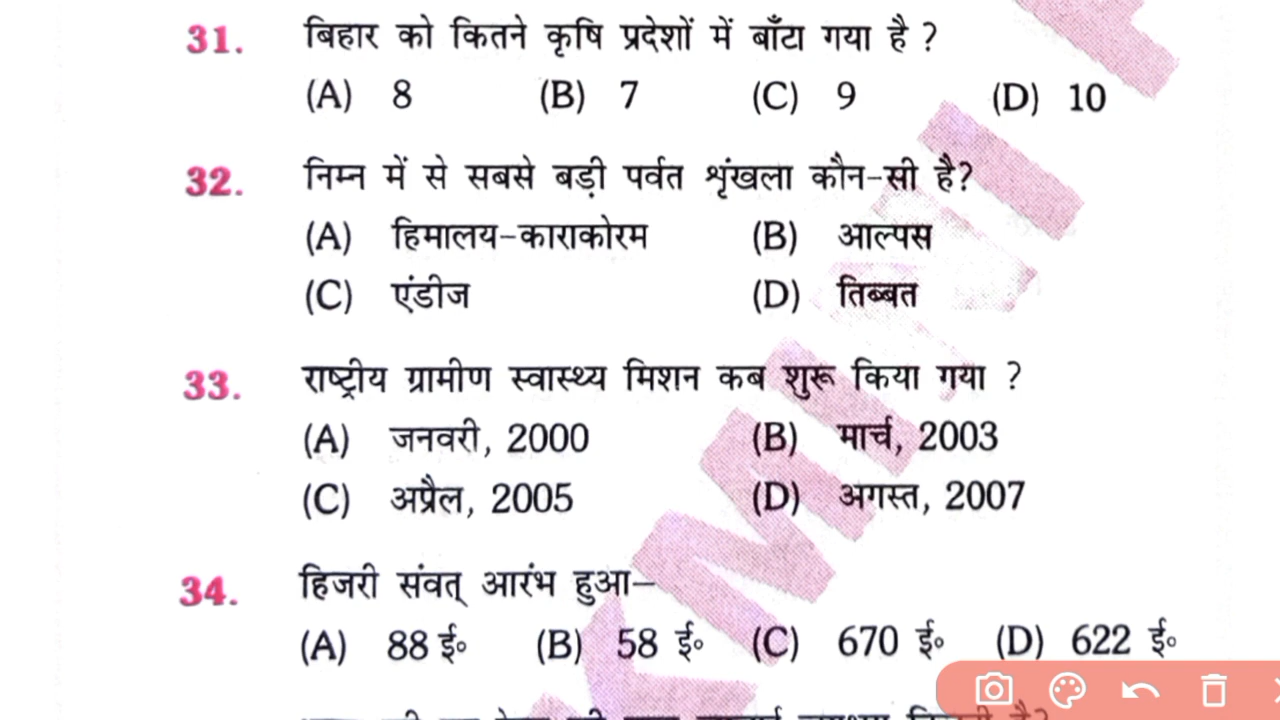 31. बिहार को कितने कृषि प्रदेशों में बाँटा गया है ?
(A) 8 (B) 7 (C) 9 (D) 10
32. निम्न में से सबसे बड़ी पर्वत शृंखला कौन-सी है?
(A) हिमालय-काराकोरम (B) आल्पस
(C) एंडीज (D) तिब्बत
33. राष्ट्रीय ग्रामीण स्वास्थ्य मिशन कब शुरू किया गया ?
(A) जनवरी, 2000 (B) मार्च, 2003
(C) अप्रैल, 2005 (D) अगस्त, 2007
34. हिजरी संवत् आरंभ हुआ–
(A) 88 ई० (B) 58 ई० (C) 670 ई० (D) 622 ई०